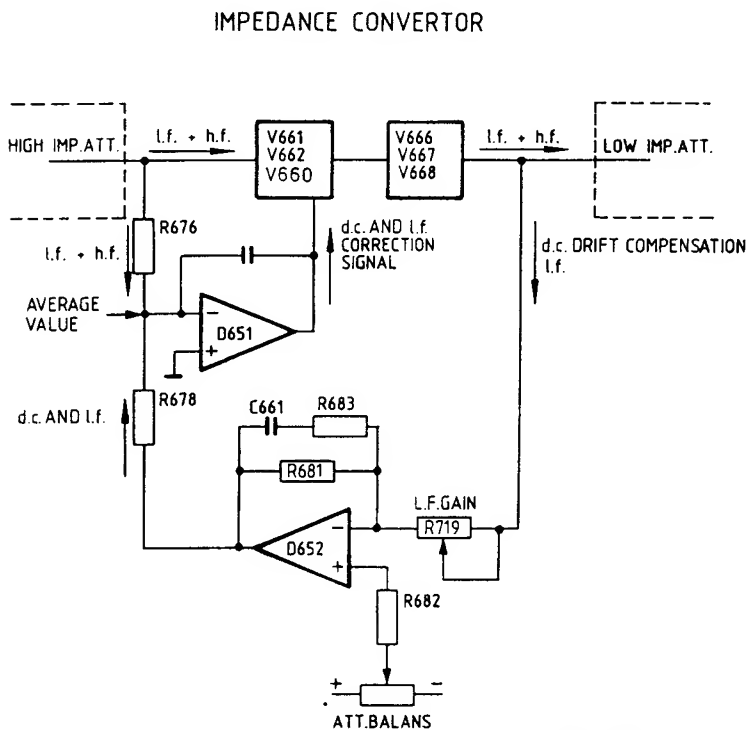 IMPEDANCE CONVERTOR
HIGH IMP.ATT.
l.f. + h.f.
V661
V662
V660
V666
V667
V668
l.f. + h.f.
LOW IMP.ATT.
R676
l.f. + h.f.
d.c. AND l.f.
CORRECTION
SIGNAL
d.c. DRIFT COMPENSATION
l.f.
AVERAGE
VALUE
−
D651
+
R678
d.c. AND l.f.
C661
R683
R681
L.F.GAIN
R719
−
D652
+
R682
+
−
ATT.BALANS